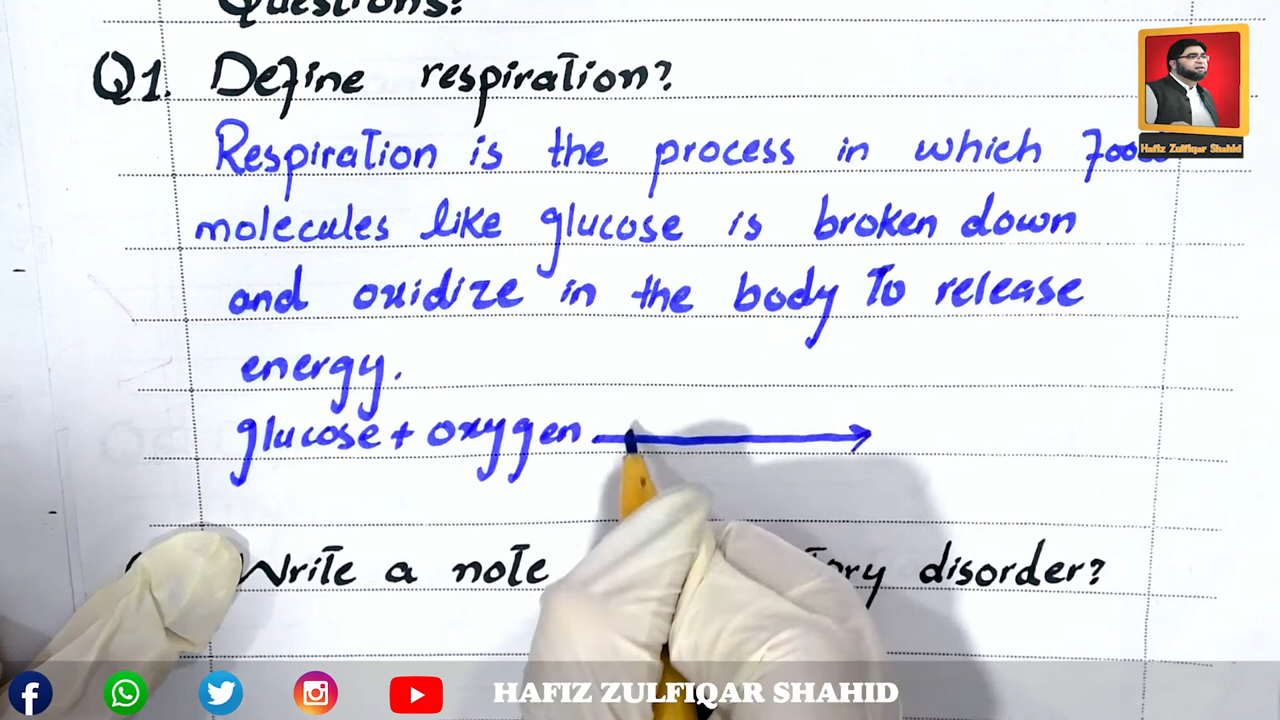 Questions?
Q1. Define respiration?
Respiration is the process in which
molecules like glucose is broken down
and oxidize in the body To release
energy.
glucose + oxygen
Write a note disorder?
Hafiz Zulfiqar Shahid
HAFIZ ZULFIQAR SHAHID